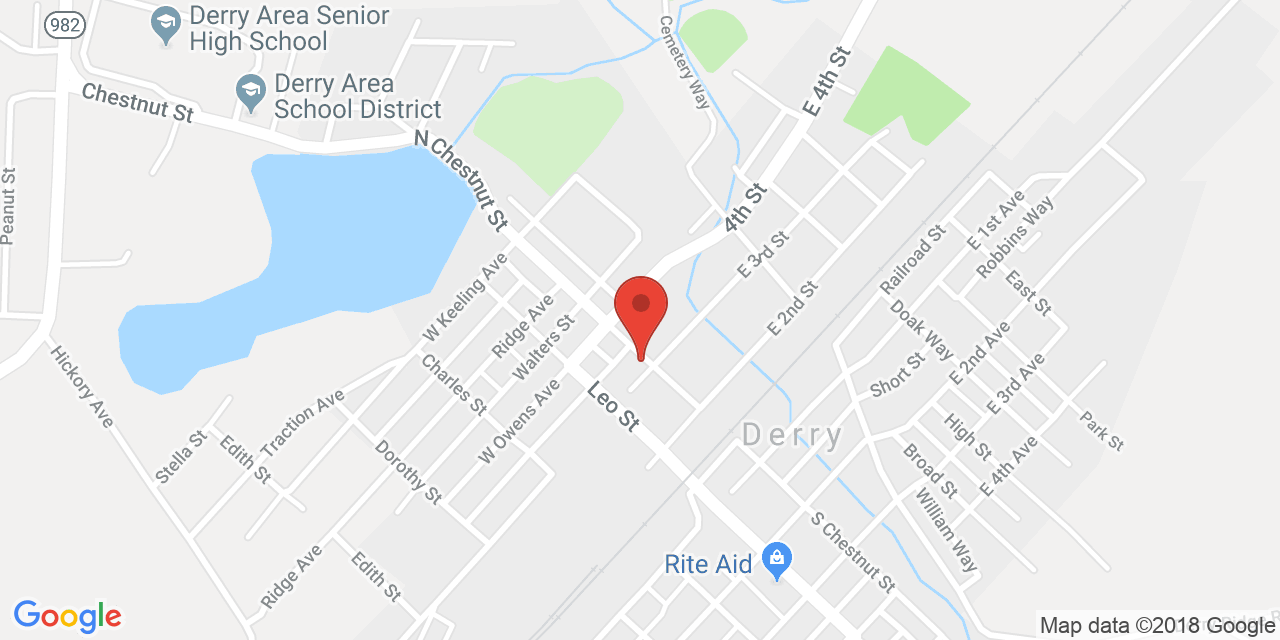 982
Derry Area Senior
High School
Derry Area
School District
Chestnut St
N Chestnut St
Cemetery Way
E 4th St
4th St
Peanut St
E 3rd St
E 2nd St
Railroad St
E 1st Ave
Robbins Way
East St
W Keeling Ave
Ridge Ave
Walters St
W Owens Ave
Charles St
Leo St
Hickory Ave
Traction Ave
Stella St
Edith St
Dorothy St
Ridge Ave
Edith St
Doak Way
E 2nd Ave
Short St
E 3rd Ave
Park St
High St
E 4th Ave
Broad St
William Way
Derry
S Chestnut St
Rite Aid
Google
Map data ©2018 Google